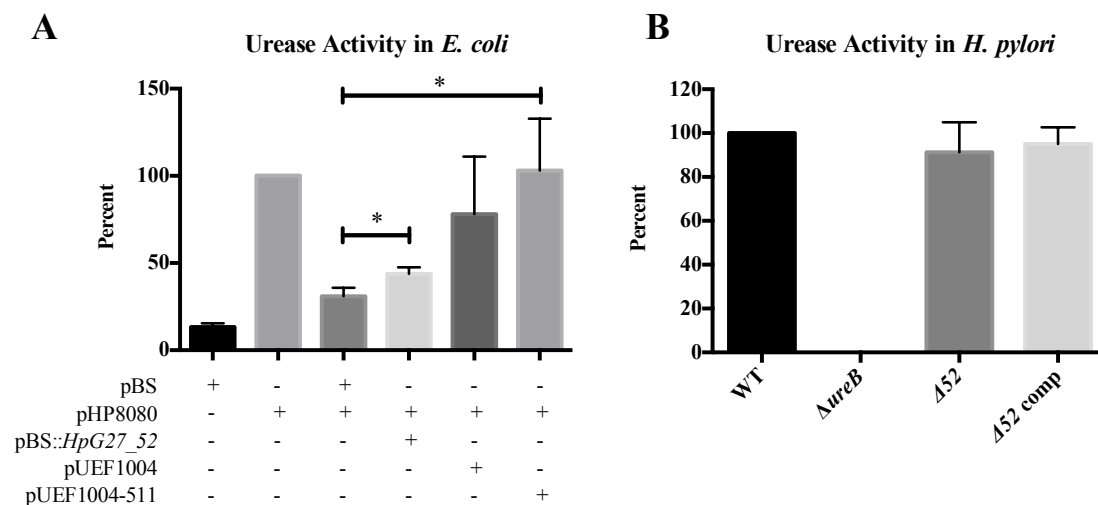 A
Urease Activity in E. coli
Percent
150
100
50
0
*
*
pBS + - + - - -
pHP8080 - + + + + +
pBS::HpG27_52 - - - + - -
pUEF1004 - - - - + -
pUEF1004-511 - - - - - +
B
Urease Activity in H. pylori
Percent
120
100
80
60
40
20
0
WT
ΔureB
Δ52
Δ52 comp